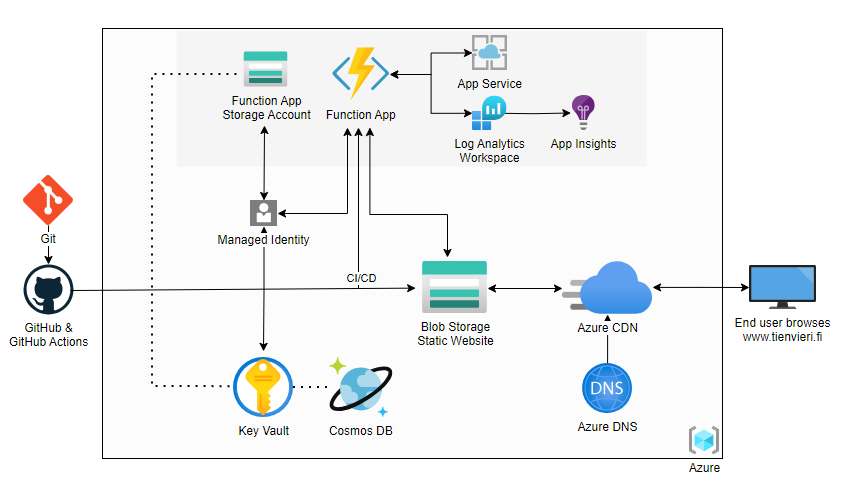 App Service
Function App
Storage Account
Function App
Log Analytics
Workspace
App Insights
Git
Managed Identity
CI/CD
GitHub &
GitHub Actions
Blob Storage
Static Website
Azure CDN
End user browses
www.tienvieri.fi
DNS
Key Vault
Cosmos DB
Azure DNS
Azure